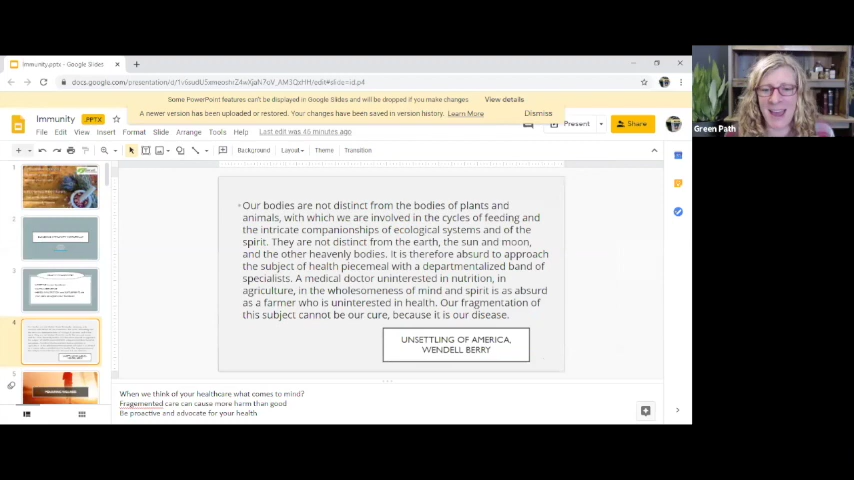 Immunity.pptx - Google Slides
docs.google.com/presentation/d/1v6sudU5xmeoshrZ4wXjaN7oV_AM3QxHH/edit#slide=id.p4
Some PowerPoint features can't be displayed in Google Slides and will be dropped if you make changes View details
A newer version has been uploaded or restored. Your changes have been saved in version history. Learn More Dismiss
Immunity .PPTX
File Edit View Insert Format Slide Arrange Tools Help Last edit was 46 minutes ago
Present
Share
Green Path
Background Layout Theme Transition
1
2
3
4
5
• Our bodies are not distinct from the bodies of plants and
animals, with which we are involved in the cycles of feeding and
the intricate companionships of ecological systems and of the
spirit. They are not distinct from the earth, the sun and moon,
and the other heavenly bodies. It is therefore absurd to approach
the subject of health piecemeal with a departmentalized band of
specialists. A medical doctor uninterested in nutrition, in
agriculture, in the wholesomeness of mind and spirit is as absurd
as a farmer who is uninterested in health. Our fragmentation of
this subject cannot be our cure, because it is our disease.
UNSETTLING OF AMERICA,
WENDELL BERRY
When we think of your healthcare what comes to mind?
Fragemented care can cause more harm than good
Be proactive and advocate for your health